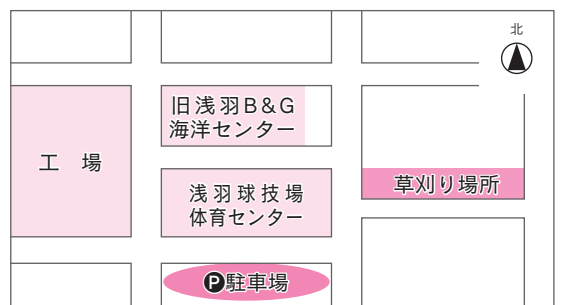 北
旧浅羽B&G
海洋センター
工 場
草刈り場所
浅羽球技場
体育センター
P駐車場